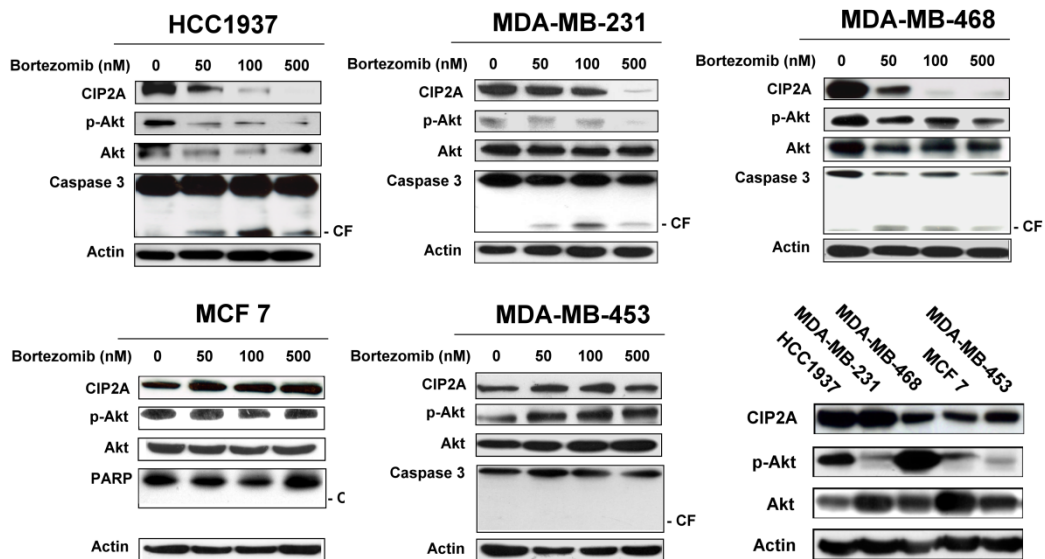 HCC1937
Bortezomib (nM) 0 50 100 500
CIP2A
p-Akt
Akt
Caspase 3
- CF
Actin
MDA-MB-231
Bortezomib (nM) 0 50 100 500
CIP2A
p-Akt
Akt
Caspase 3
- CF
Actin
MDA-MB-468
Bortezomib (nM) 0 50 100 500
CIP2A
p-Akt
Akt
Caspase 3
- CF
Actin
MCF 7
Bortezomib (nM) 0 50 100 500
CIP2A
p-Akt
Akt
PARP
- C
Actin
MDA-MB-453
Bortezomib (nM) 0 50 100 500
CIP2A
p-Akt
Akt
Caspase 3
- CF
Actin
HCC1937
MDA-MB-231
MDA-MB-468
MCF 7
MDA-MB-453
CIP2A
p-Akt
Akt
Actin